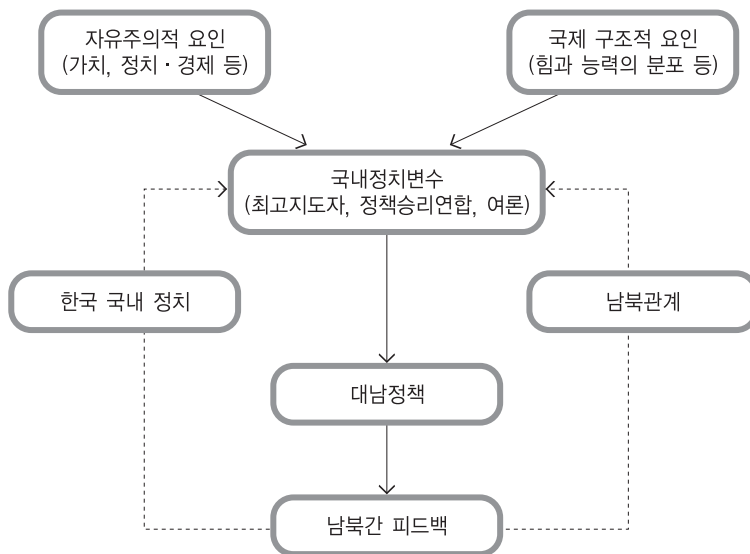 자유주의적 요인
(가치, 정치·경제 등)
국제 구조적 요인
(힘과 능력의 분포 등)
국내정치변수
(최고지도자, 정책승리연합, 여론)
한국 국내 정치
남북관계
대남정책
남북간 피드백